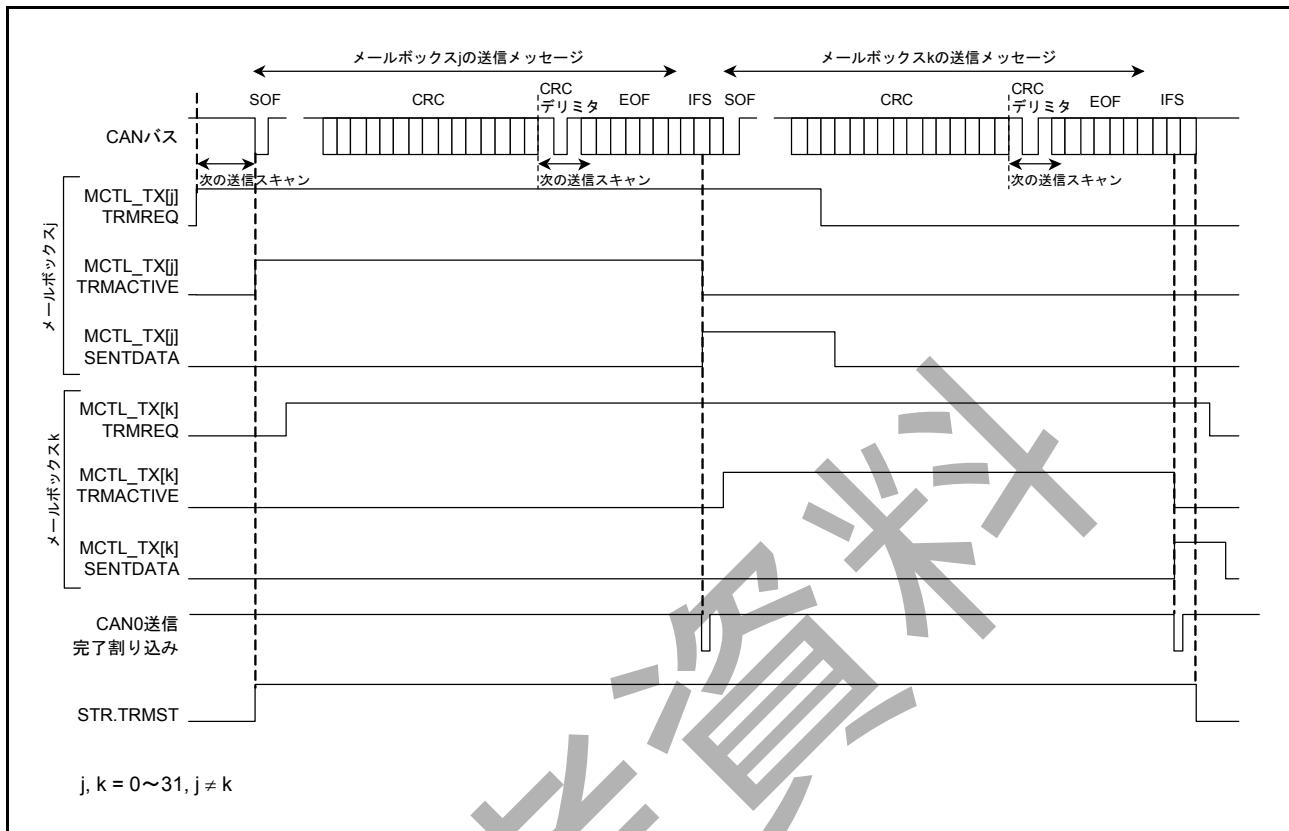 メールボックスjの送信メッセージ
メールボックスkの送信メッセージ
SOF
CRC
CRC
デリミタ
EOF
IFS
SOF
CRC
CRC
デリミタ
EOF
IFS
CANバス
次の送信スキャン
次の送信スキャン
次の送信スキャン
メールボックスj
MCTL_TX[j]
TRMREQ
MCTL_TX[j]
TRMACTIVE
MCTL_TX[j]
SENTDATA
メールボックスk
MCTL_TX[k]
TRMREQ
MCTL_TX[k]
TRMACTIVE
MCTL_TX[k]
SENTDATA
CAN0送信
完了割り込み
STR.TRMST
j, k = 0～31, j ≠ k
資料